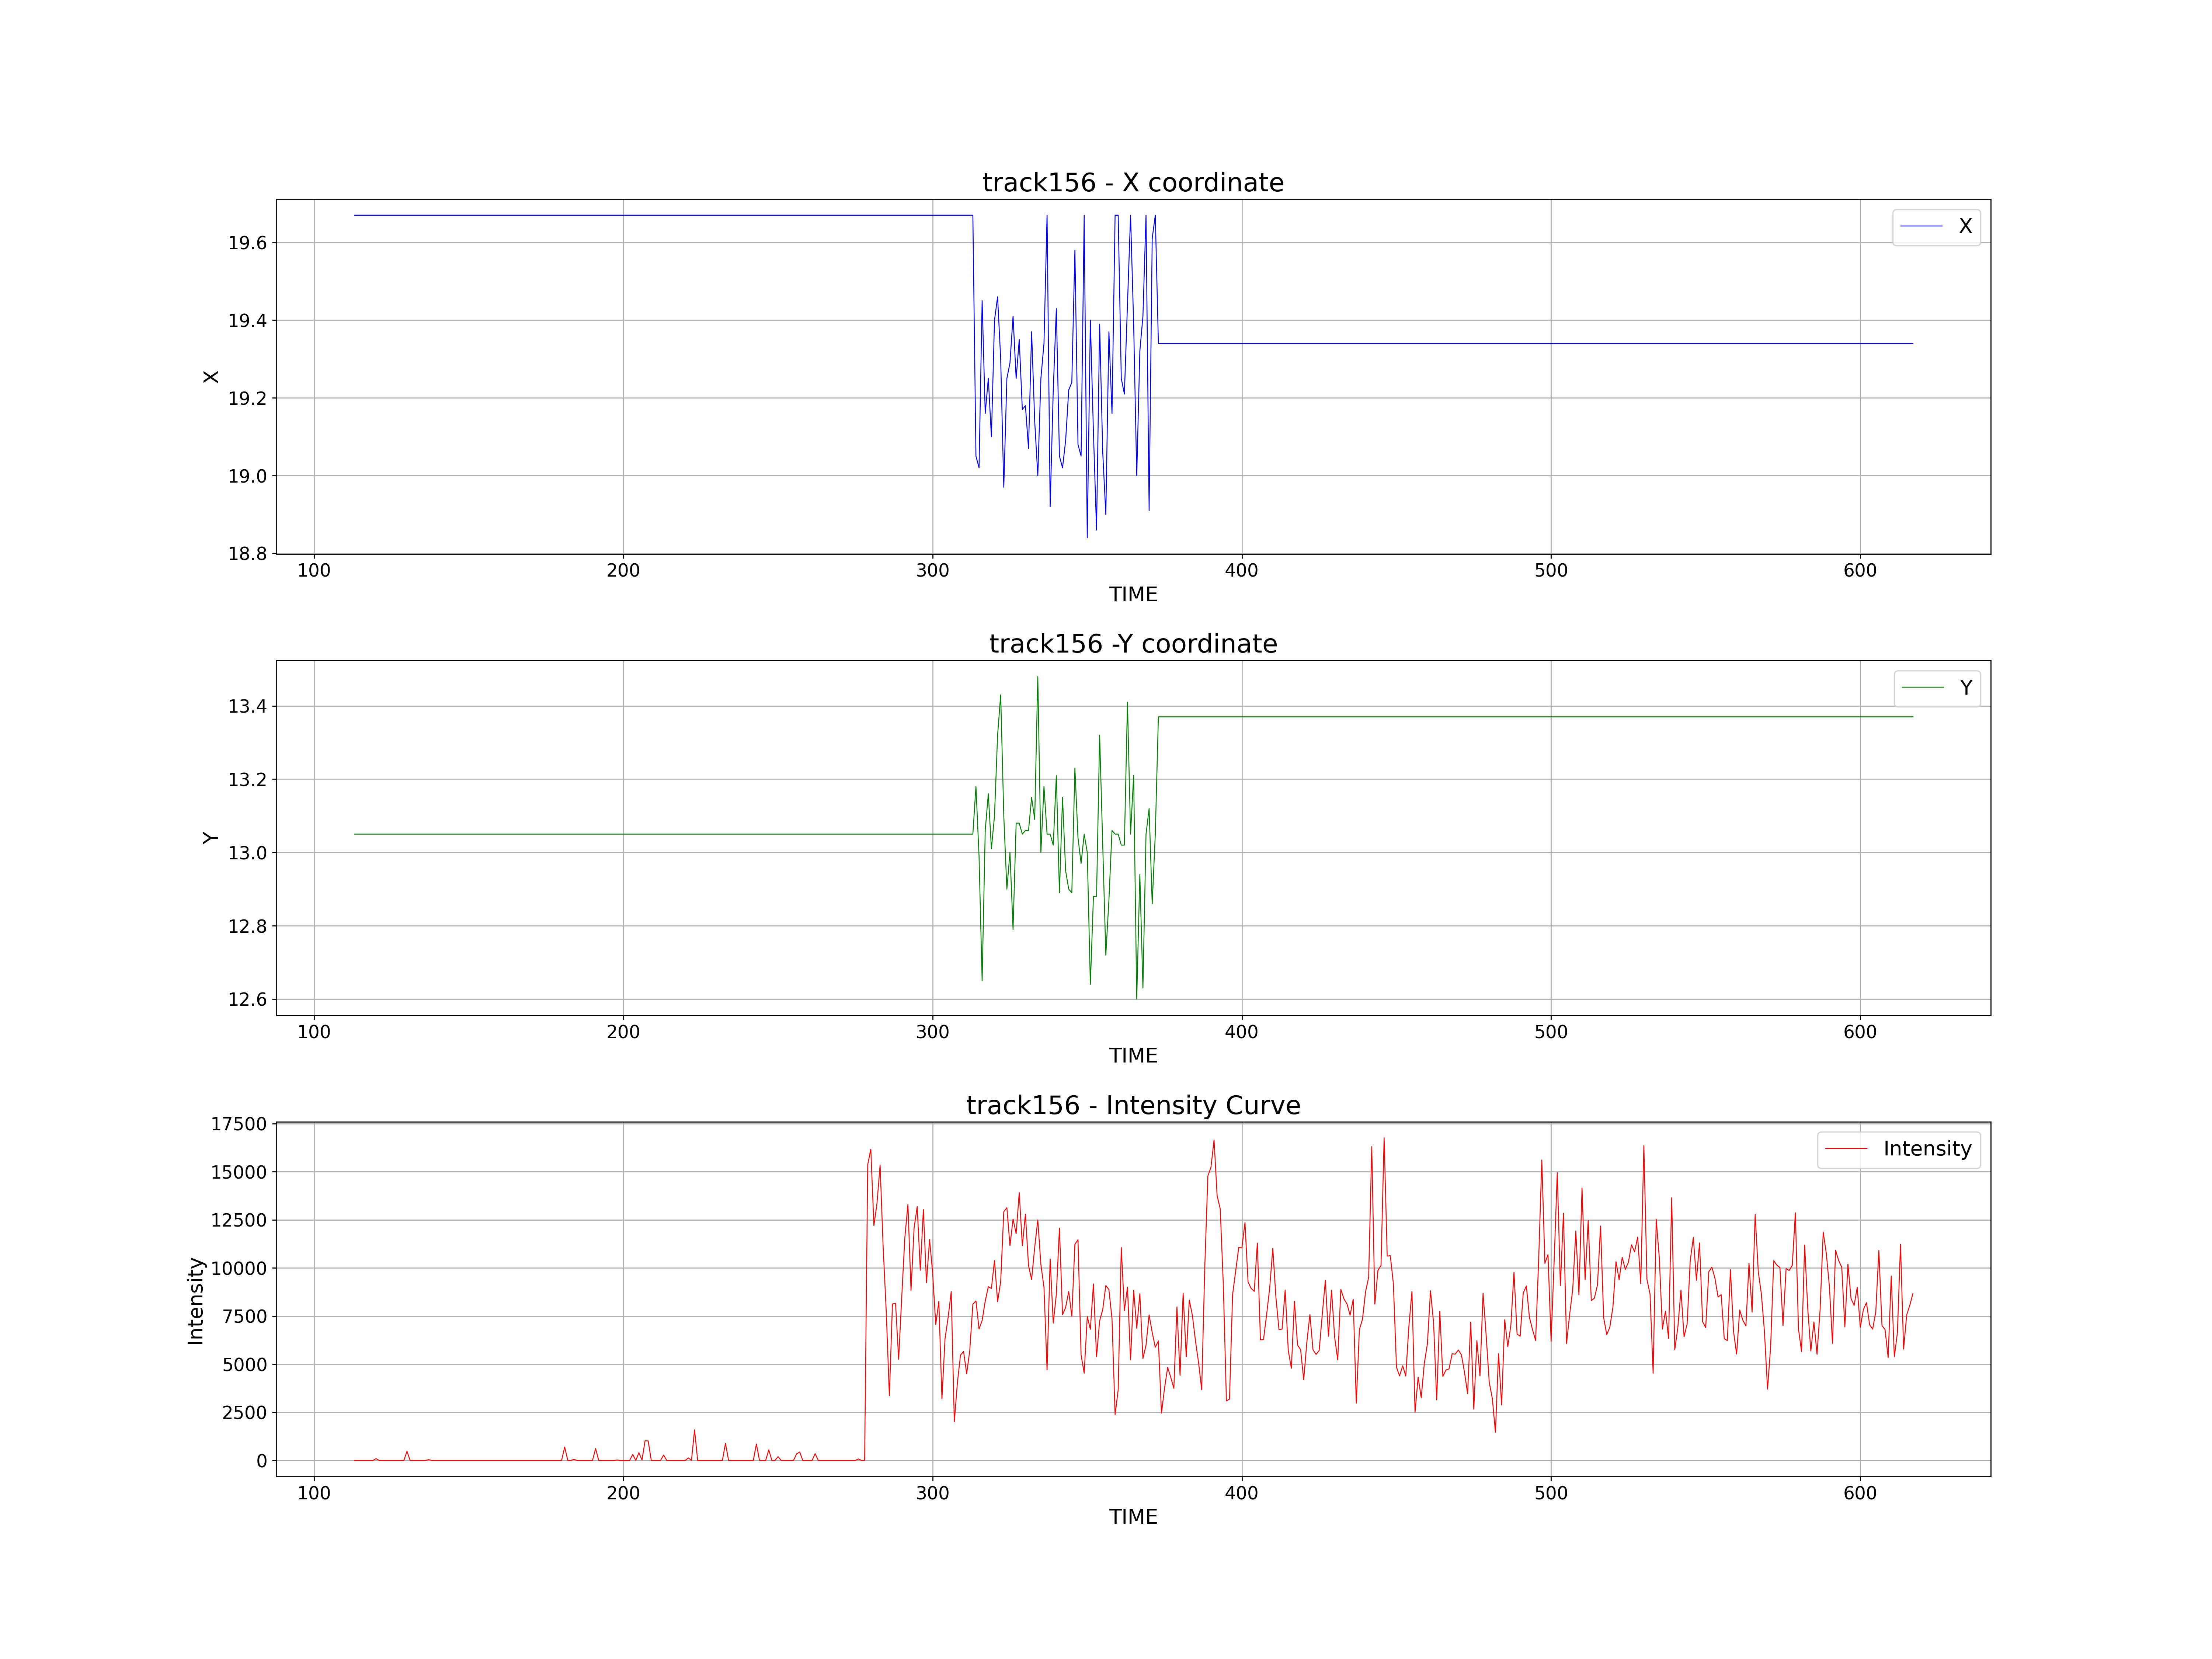 track156 - X coordinate
X
19.6
19.4
19.2
19.0
18.8
X
100 200 300 400 500 600
TIME
track156 -Y coordinate
Y
13.4
13.2
13.0
12.8
12.6
Y
100 200 300 400 500 600
TIME
track156 - Intensity Curve
17500
Intensity
15000
12500
10000
7500
5000
2500
0
Intensity
100 200 300 400 500 600
TIME